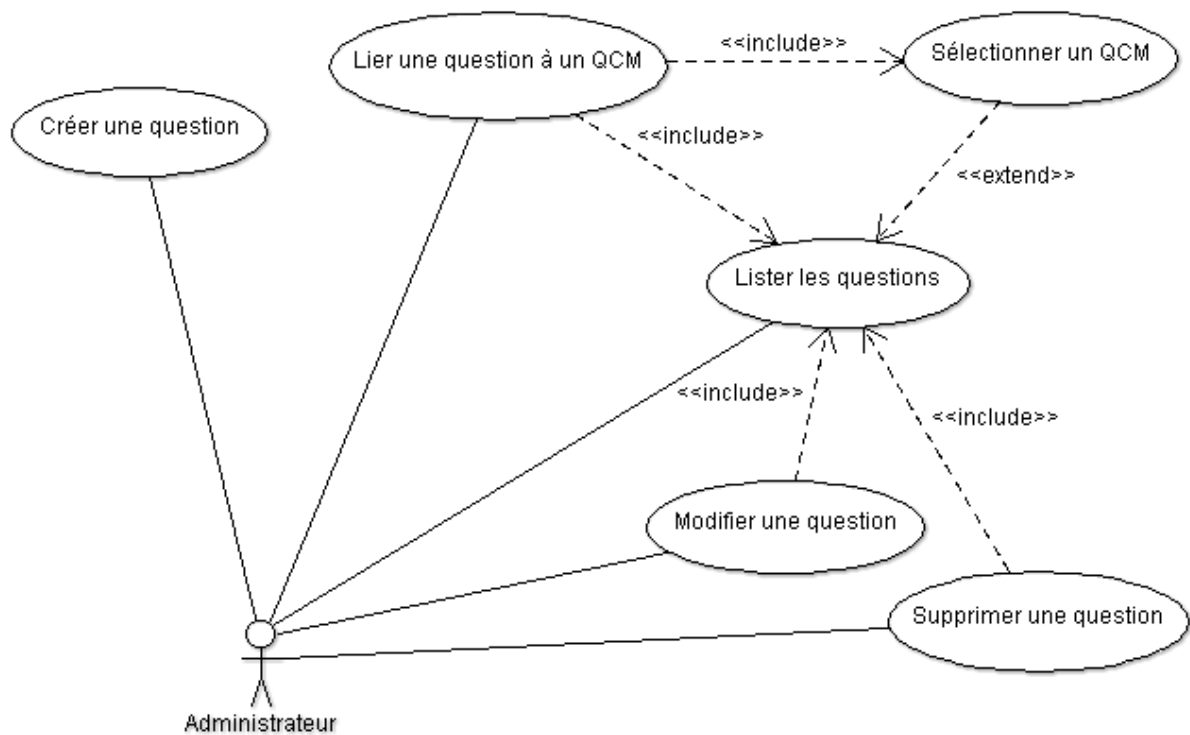 Lier une question à un QCM
<<include>>
Sélectionner un QCM
Créer une question
<<include>>
<<extend>>
Lister les questions
<<include>>
<<include>>
Modifier une question
Supprimer une question
Administrateur